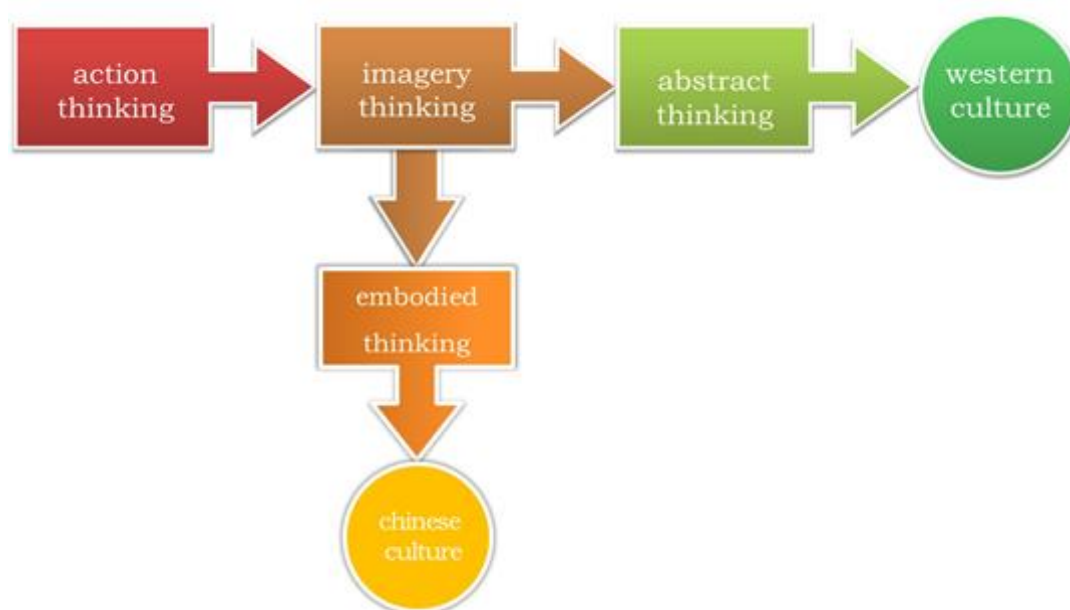 action
thinking
imagery
thinking
abstract
thinking
western
culture
embodied
thinking
chinese
culture